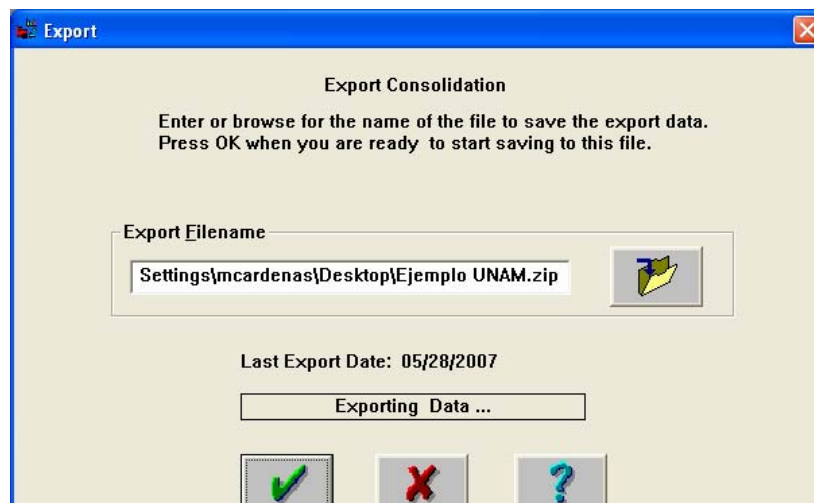 Export
Export Consolidation
Enter or browse for the name of the file to save the export data.
Press OK when you are ready to start saving to this file.
Export Filename
Settings\mcardenas\Desktop\Ejemplo UNAM.zip
Last Export Date: 05/28/2007
Exporting Data ...
?